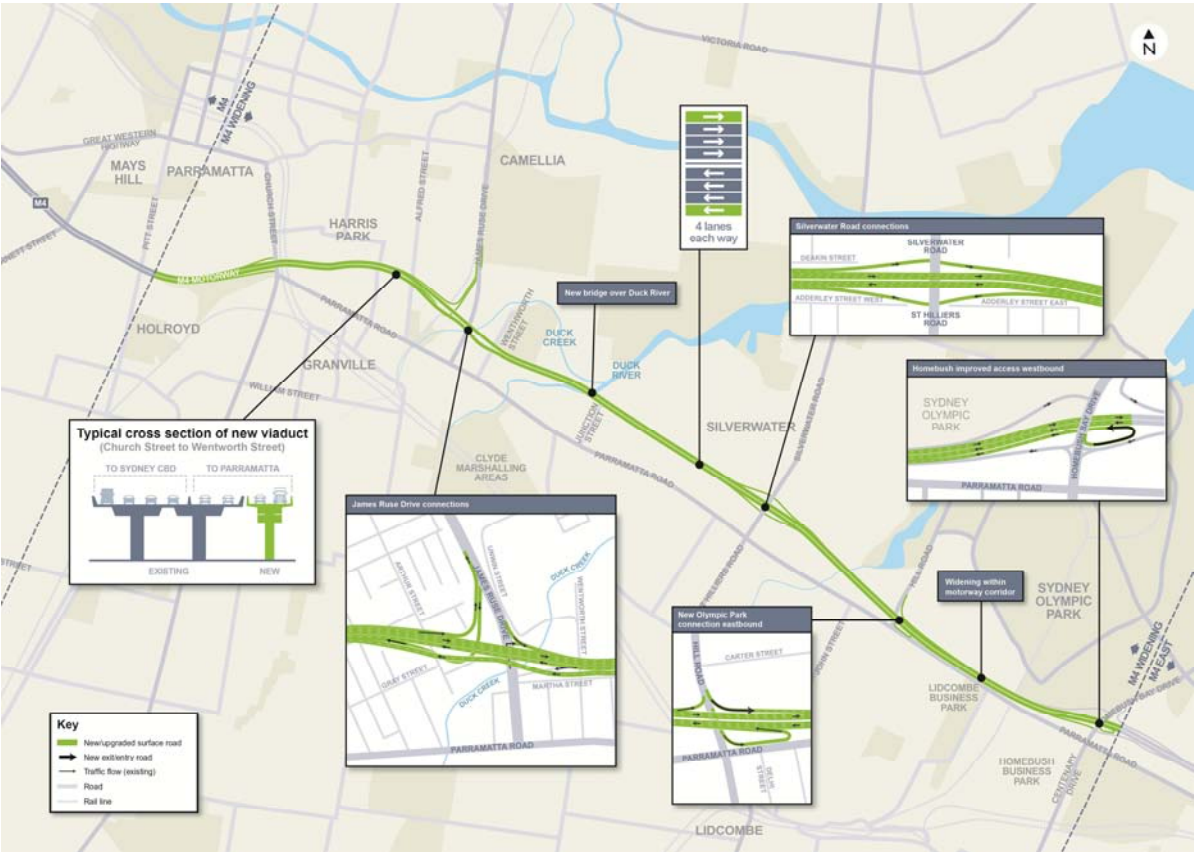 VICTORIA ROAD
N
M4
M4 WIDENING
GREAT WESTERN
HIGHWAY
MAYS
HILL
PARRAMATTA
CAMELLIA
ALFRED STREET
JAMES RUSE DRIVE
CHURCH STREET
PITT STREET
HARRIS
PARK
M4
M4 MOTORWAY
4 lanes
each way
Silverwater Road connections
SILVERWATER
ROAD
DEAKIN STREET
ADDERLEY STREET WEST
ADDERLEY STREET EAST
ST HILLIERS
ROAD
New bridge over Duck River
HOLROYD
PARRAMATTA ROAD
WENTWORTH
STREET
DUCK
CREEK
DUCK
RIVER
GRANVILLE
WILLIAM STREET
JUNCTION
STREET
SILVERWATER
SILVERWATER ROAD
Homebush improved access westbound
SYDNEY
OLYMPIC
PARK
HOMEBUSH BAY DRIVE
PARRAMATTA ROAD
Typical cross section of new viaduct
(Church Street to Wentworth Street)
TO SYDNEY CBD
TO PARRAMATTA
EXISTING
NEW
CLYDE
MARSHALLING
AREAS
PARRAMATTA ROAD
James Ruse Drive connections
JAMES RUSE DRIVE
UNWIN STREET
ARTHUR STREET
DUCK CREEK
WENTWORTH
STREET
GRAY STREET
DUCK CREEK
MARTHA STREET
PARRAMATTA ROAD
HILL ROAD
JOHN STREET
Widening within
motorway corridor
SYDNEY
OLYMPIC
PARK
New Olympic Park
connection eastbound
HILL ROAD
CARTER STREET
PARRAMATTA ROAD
STREET
LIDCOMBE
BUSINESS
PARK
M4 WIDENING
M4 EAST
PARRAMATTA ROAD
HOMEBUSH
BUSINESS
PARK
CENTENARY
DRIVE
LIDCOMBE
Key
New/upgraded surface road
New exit/entry road
Traffic flow (existing)
Road
Rail line